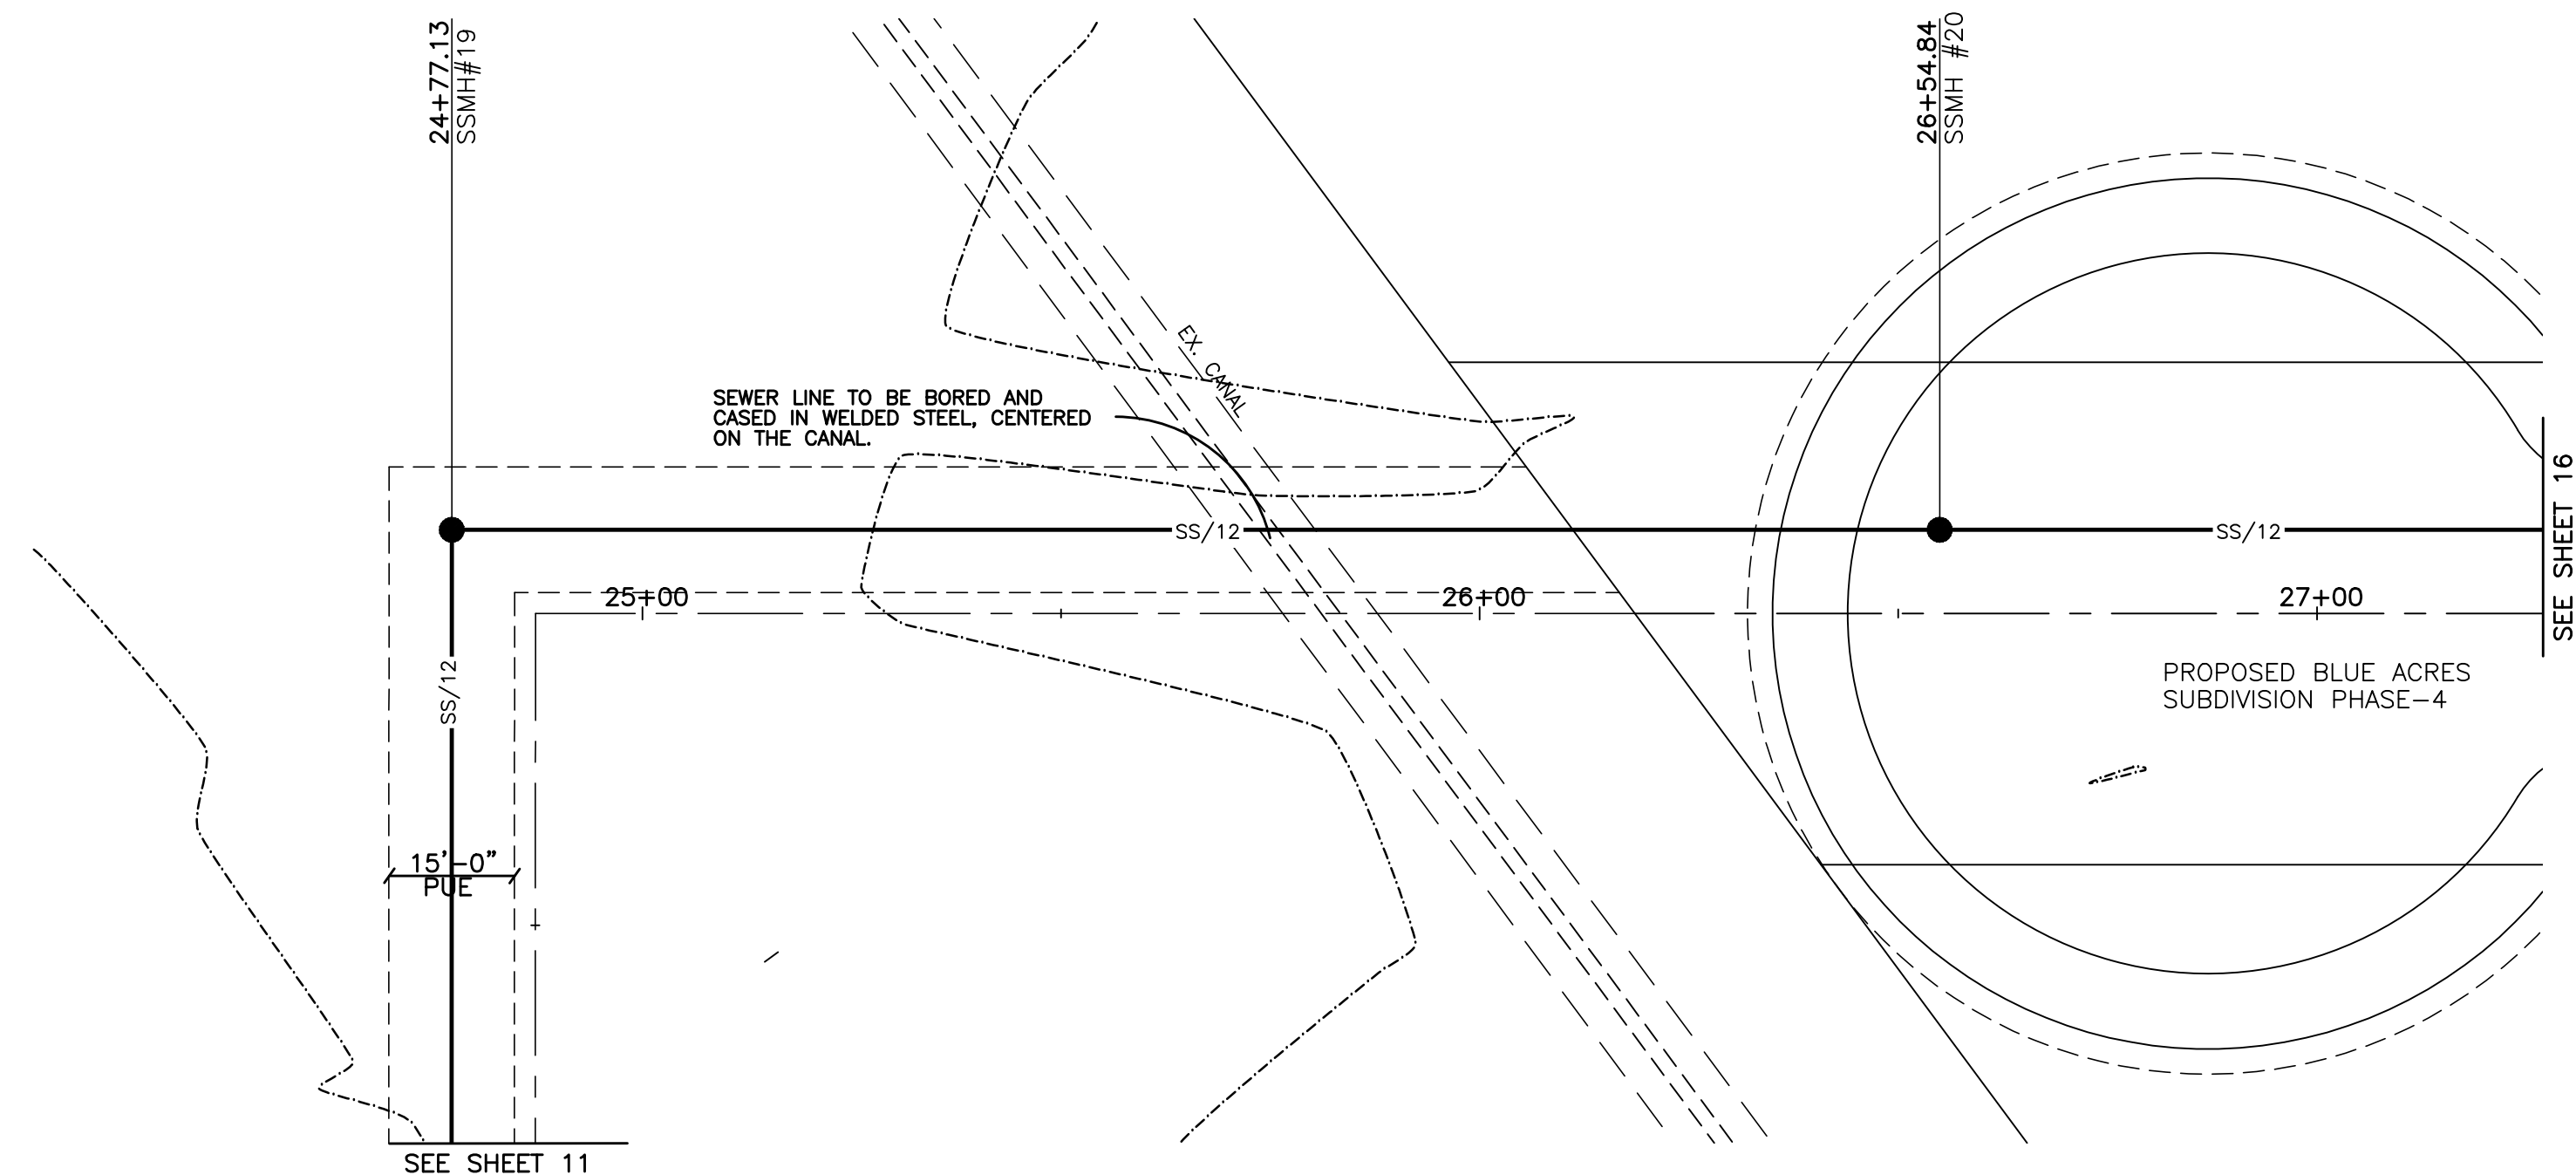 24+77.13
SSMH#19
26+54.84
SSMH #20
EX. CANAL
SEWER LINE TO BE BORED AND
CASED IN WELDED STEEL, CENTERED
ON THE CANAL.
SS/12
SS/12
SEE SHEET 16
25+00
26+00
27+00
SS/12
PROPOSED BLUE ACRES
SUBDIVISION PHASE-4
15'-0"
PUE
SEE SHEET 11